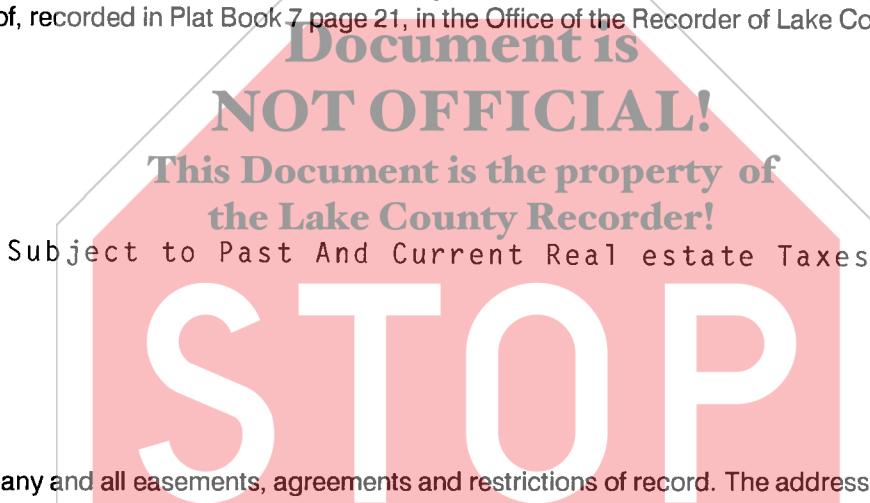 of, recorded in Plat Book 7 page 21, in the Office of the Recorder of Lake Co
Document is
NOT OFFICIAL!
This Document is the property of
the Lake County Recorder!
Subject to Past And Current Real estate Taxes
STOP
any and all easements, agreements and restrictions of record. The address